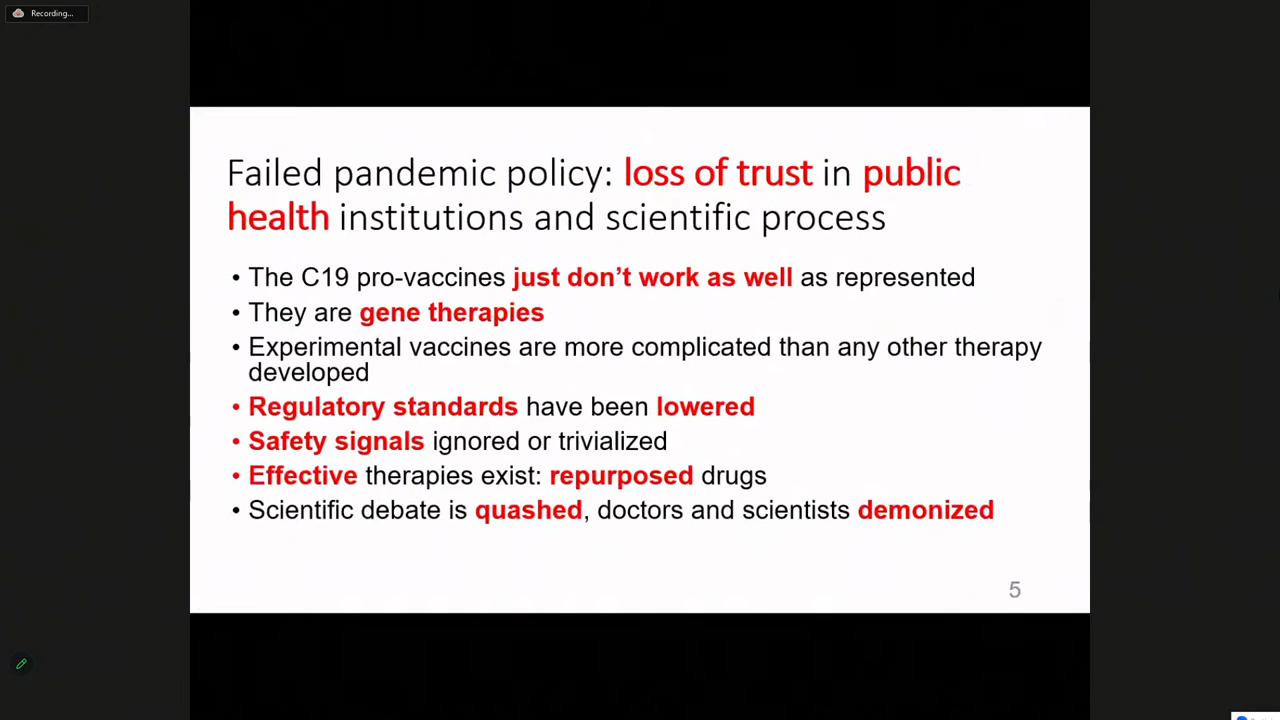 Recording...
Failed pandemic policy: loss of trust in public
health institutions and scientific process
• The C19 pro-vaccines just don’t work as well as represented
• They are gene therapies
• Experimental vaccines are more complicated than any other therapy
developed
• Regulatory standards have been lowered
• Safety signals ignored or trivialized
• Effective therapies exist: repurposed drugs
• Scientific debate is quashed, doctors and scientists demonized
5